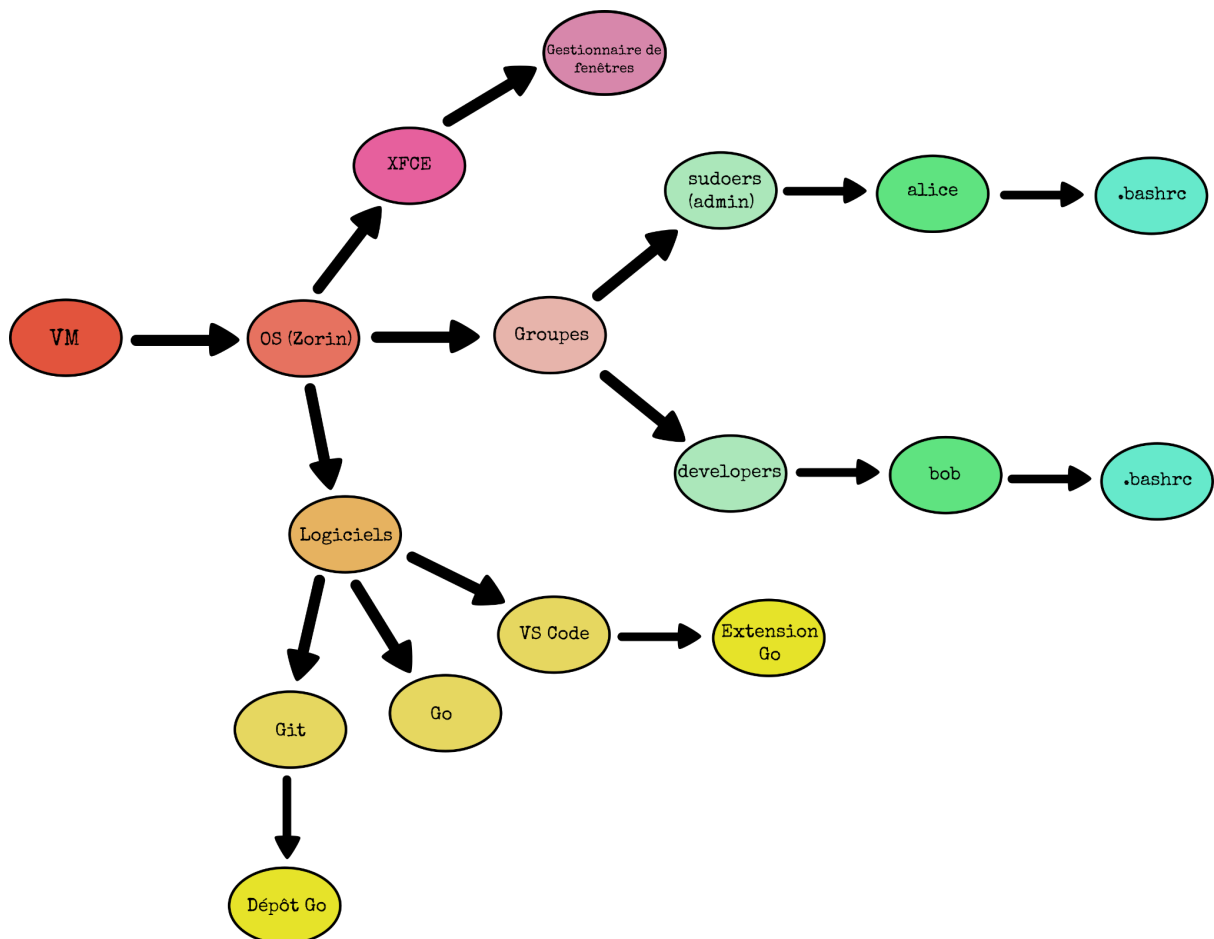 Gestionnaire de
fenêtres
XFCE
sudoers
(admin)
alice
.bashrc
VM
OS (Zorin)
Groupes
developers
bob
.bashrc
Logiciels
VS Code
Extension
Go
Git
Go
Dépôt Go